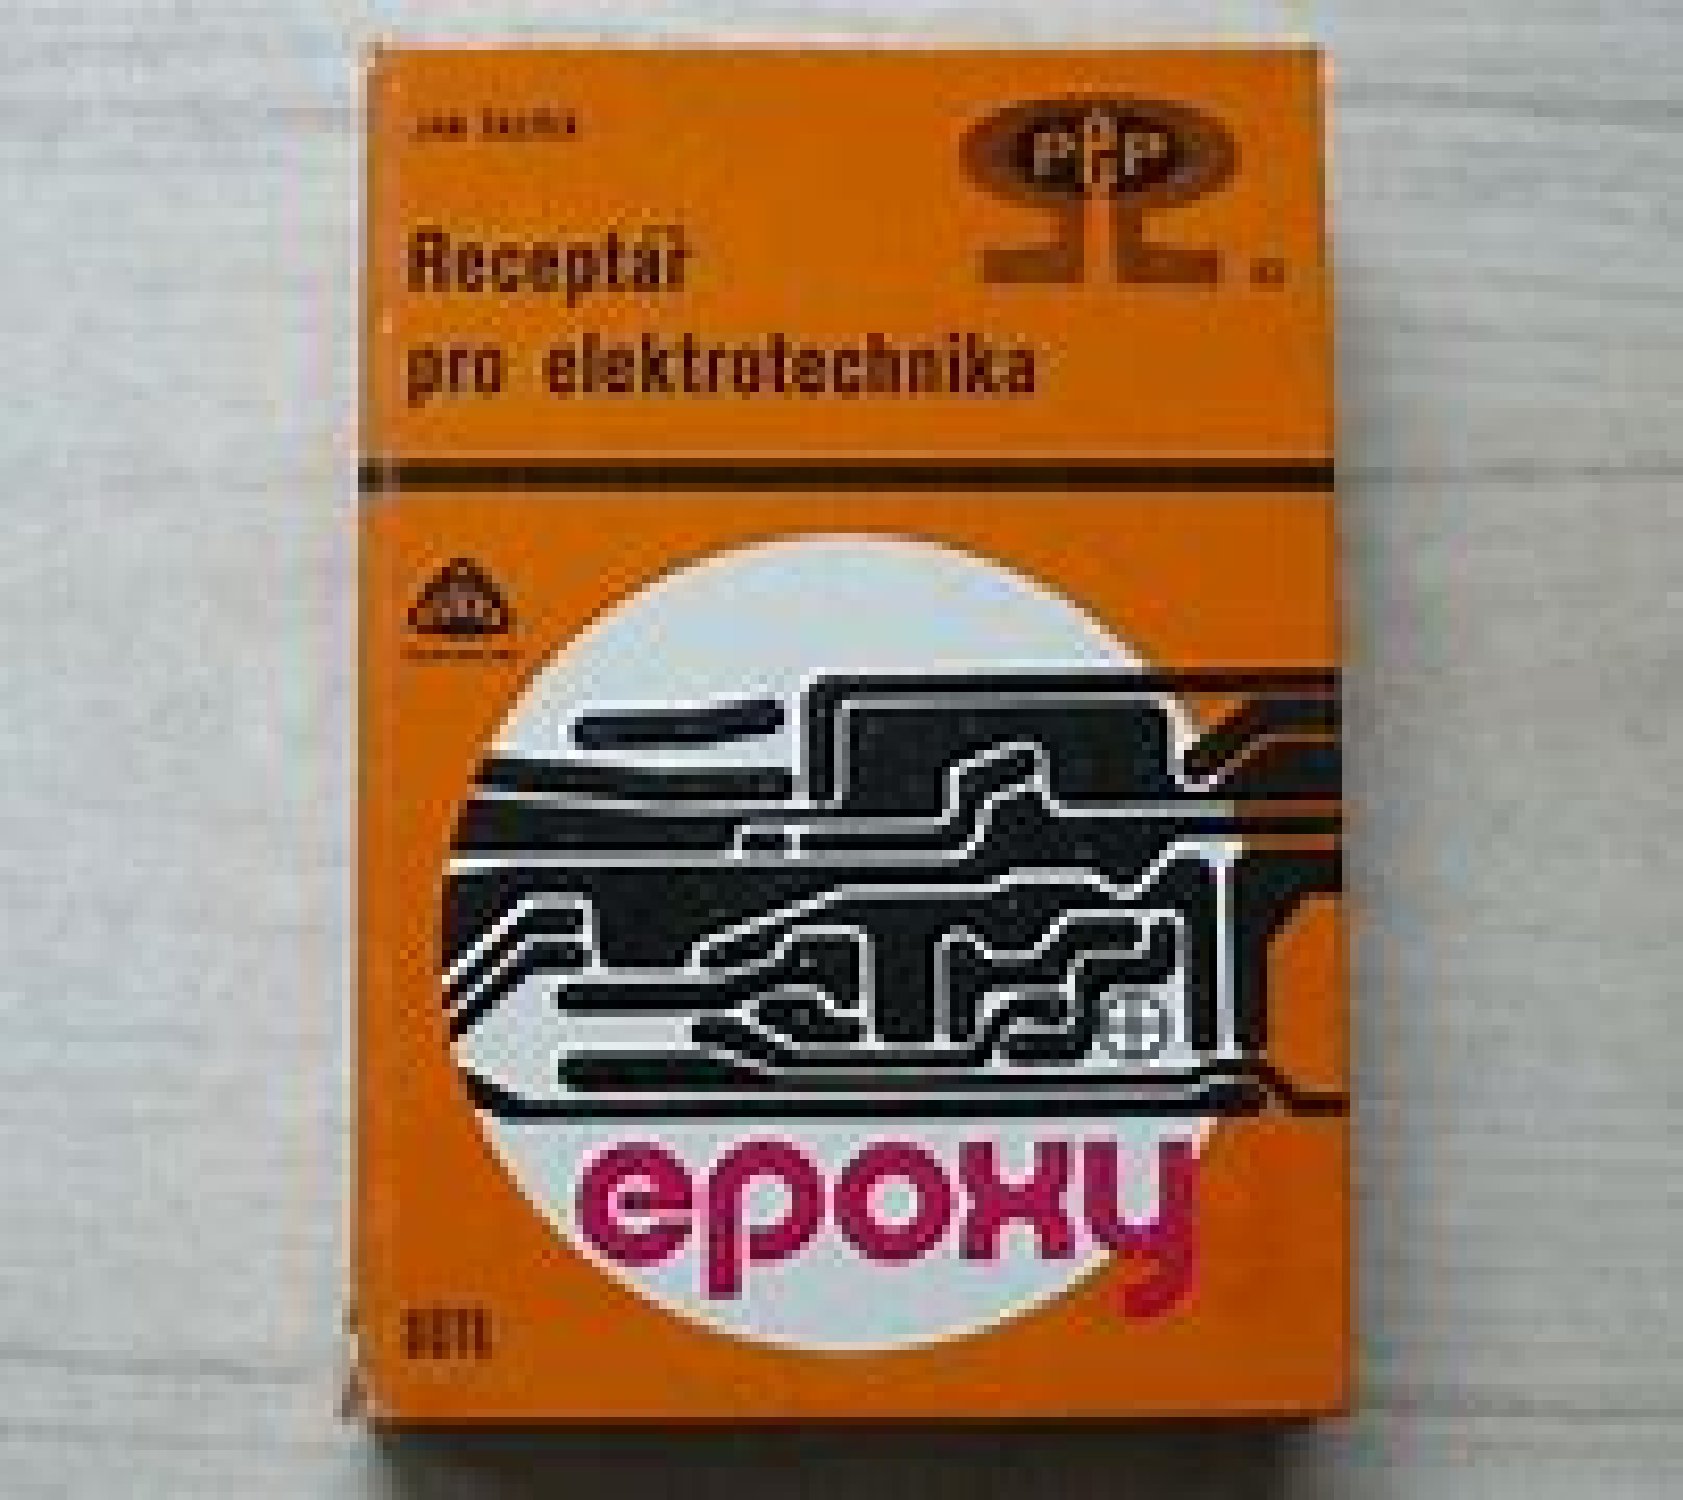 Receptář
pro elektrotechnika
epoxy
SNTL